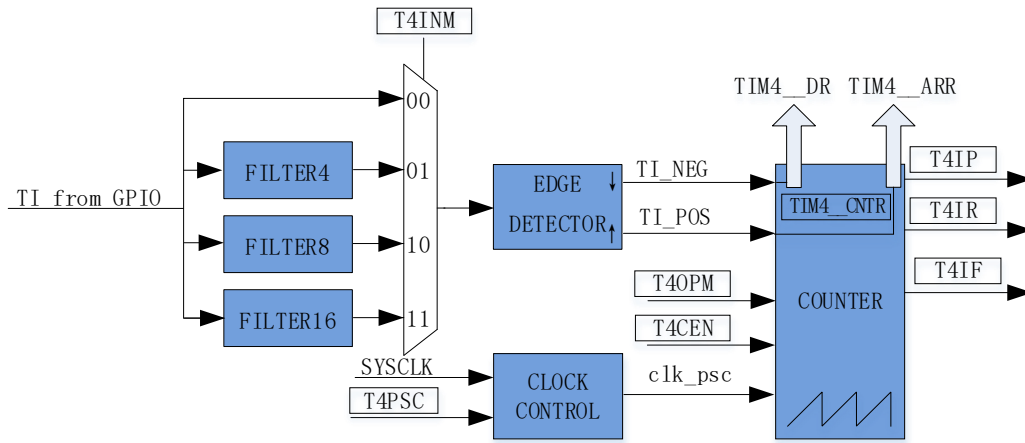 T4INM
TIM4__DR
TIM4__ARR
00
FILTER4
01
TI from GPIO
EDGE
DETECTOR
↓
↑
TI_NEG
TI_POS
TIM4__CNTR
T4IP
T4IR
T4IF
FILTER8
10
FILTER16
11
T4OPM
T4CEN
COUNTER
SYSCLK
T4PSC
CLOCK
CONTROL
clk_psc